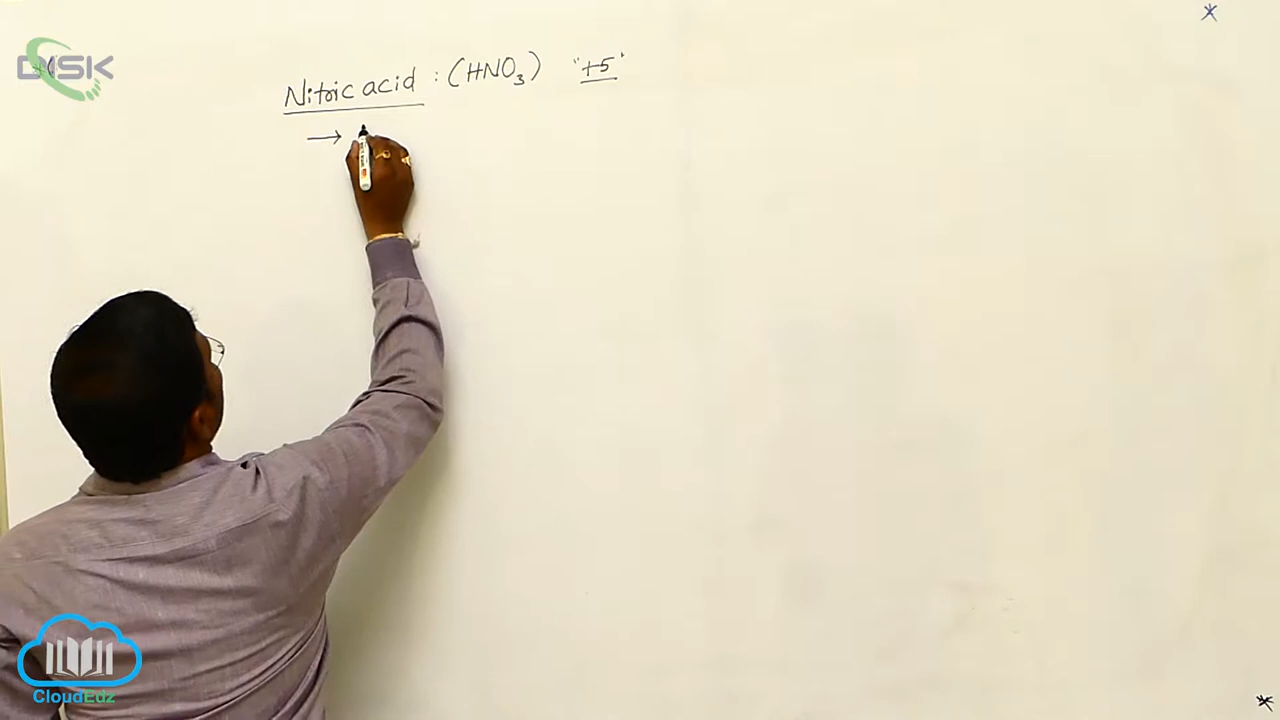 DISK
Nitric acid : (HNO₃) "+5"
→
CloudEdz